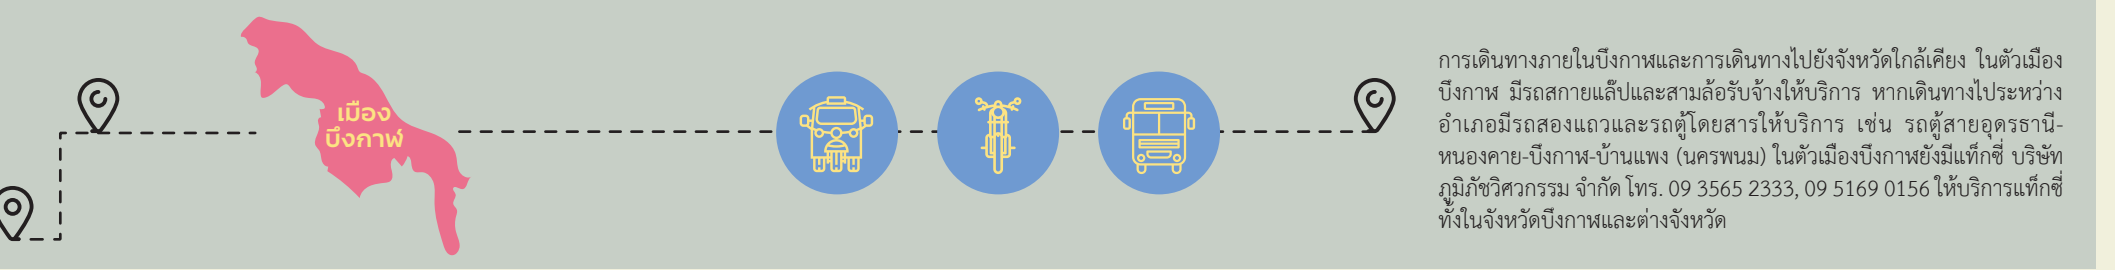 เมือง
บึงกาฬ
การเดินทางภายในบึงกาฬและการเดินทางไปยังจังหวัดใกล้เคียง ในตัวเมือง
บึงกาฬ มีรถสกายแล๊ปและสามล้อรับจ้างให้บริการ หากเดินทางไประหว่าง
อำเภอมีรถสองแถวและรถตู้โดยสารให้บริการ เช่น รถตู้สายอุดรธานี-
หนองคาย-บึงกาฬ-บ้านแพง (นครพนม) ในตัวเมืองบึงกาฬยังมีแท็กซี่ บริษัท
ภูมิภัชวิศวกรรม จำกัด โทร. 09 3565 2333, 09 5169 0156 ให้บริการแท็กซี่
ทั้งในจังหวัดบึงกาฬและต่างจังหวัด